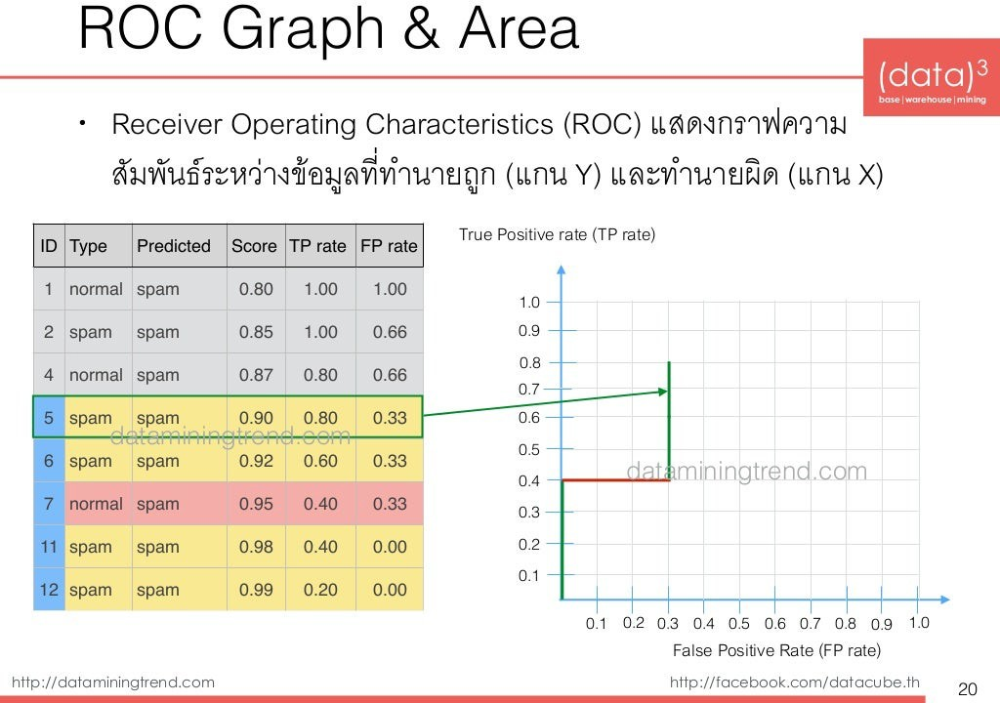 ROC Graph & Area
(data)3
base|warehouse|mining
• Receiver Operating Characteristics (ROC) แสดงกราฟความ
สัมพันธ์ระหว่างข้อมูลที่ทำนายถูก (แกน Y) และทำนายผิด (แกน X)
ID Type Predicted Score TP rate FP rate
1 normal spam 0.80 1.00 1.00
2 spam spam 0.85 1.00 0.66
4 normal spam 0.87 0.80 0.66
5 spam spam 0.90 0.80 0.33
dataminingtrend.com
6 spam spam 0.92 0.60 0.33
7 normal spam 0.95 0.40 0.33
11 spam spam 0.98 0.40 0.00
12 spam spam 0.99 0.20 0.00
True Positive rate (TP rate)
1.0
0.9
0.8
0.7
0.6
0.5
dataminingtrend.com
0.4
0.3
0.2
0.1
0.1 0.2 0.3 0.4 0.5 0.6 0.7 0.8 0.9 1.0
False Positive Rate (FP rate)
http://dataminingtrend.com http://facebook.com/datacube.th 20